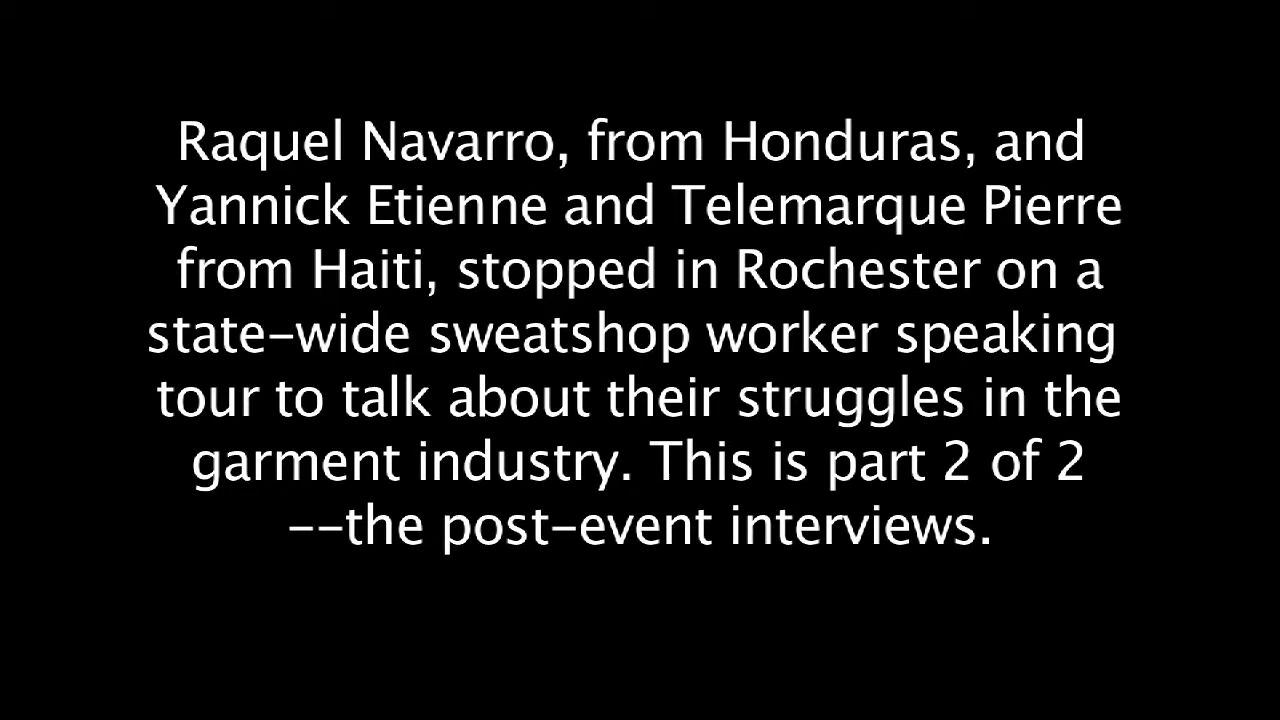 Raquel Navarro, from Honduras, and
Yannick Etienne and Telemarque Pierre
from Haiti, stopped in Rochester on a
state-wide sweatshop worker speaking
tour to talk about their struggles in the
garment industry. This is part 2 of 2
--the post-event interviews.